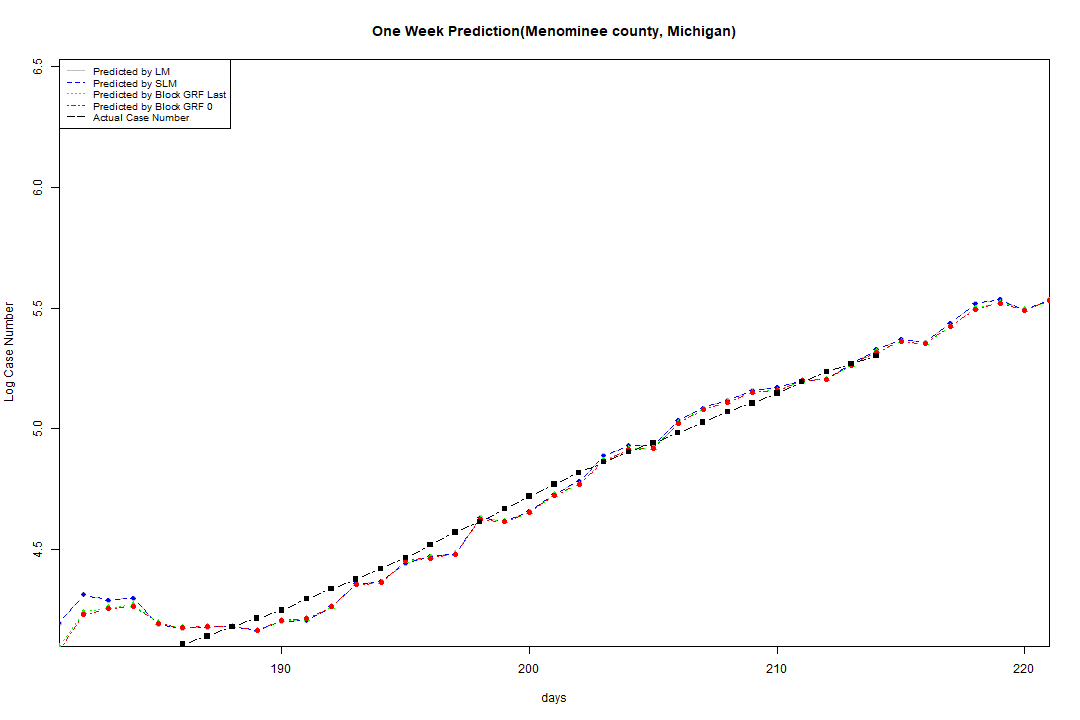 One Week Prediction(Menominee county, Michigan)
Predicted by LM
Predicted by SLM
Predicted by Block GRF Last
Predicted by Block GRF 0
Actual Case Number
6.5
6.0
5.5
5.0
4.5
Log Case Number
190
200
210
220
days